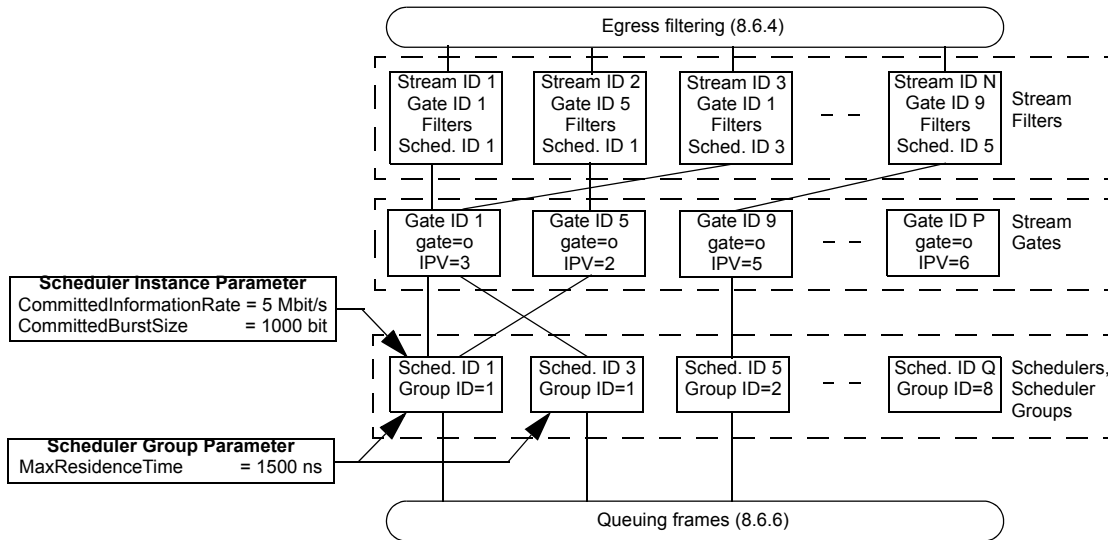 Egress filtering (8.6.4)
Stream ID 1
Gate ID 1
Filters
Sched. ID 1
Stream ID 2
Gate ID 5
Filters
Sched. ID 1
Stream ID 3
Gate ID 1
Filters
Sched. ID 3
Stream ID N
Gate ID 9
Filters
Sched. ID 5
Stream
Filters
Gate ID 1
gate=o
IPV=3
Gate ID 5
gate=o
IPV=2
Gate ID 9
gate=o
IPV=5
Gate ID P
gate=o
IPV=6
Stream
Gates
Scheduler Instance Parameter
CommittedInformationRate = 5 Mbit/s
CommittedBurstSize = 1000 bit
Sched. ID 1
Group ID=1
Sched. ID 3
Group ID=1
Sched. ID 5
Group ID=2
Sched. ID Q
Group ID=8
Schedulers,
Scheduler
Groups
Scheduler Group Parameter
MaxResidenceTime = 1500 ns
Queuing frames (8.6.6)